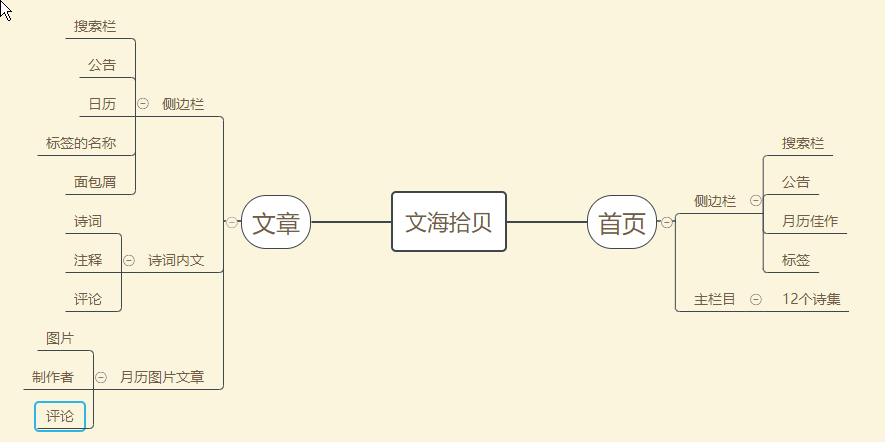 文海拾贝
文章
侧边栏
搜索栏
公告
日历
标签的名称
面包屑
诗词内文
诗词
注释
评论
月历图片文章
图片
制作者
评论
首页
侧边栏
搜索栏
公告
月历佳作
标签
主栏目
12个诗集